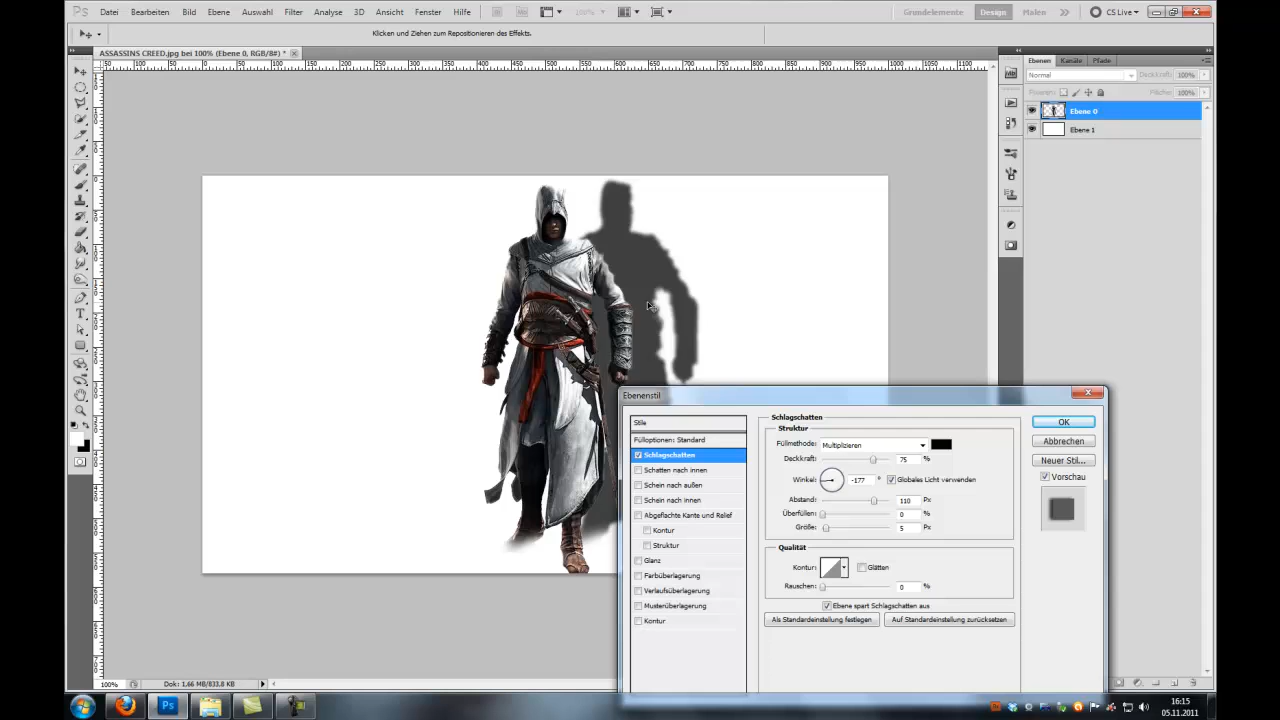 Ps Datei Bearbeiten Bild Ebene Auswahl Filter Analyse 3D Ansicht Fenster Hilfe 100% Grundelemente Design Malen CS Live
Klicken und Ziehen zum Repositionieren des Effekts.
ASSASSINS CREED.jpg bei 100% (Ebene 0, RGB/8#) *
Ebenen Kanäle Pfade
Normal Deckkraft: 100%
Fläche: 100%
Ebene 0
Ebene 1
Ebenenstil
Stile
Fülloptionen: Standard
Schlagschatten
Schatten nach innen
Schein nach außen
Schein nach innen
Abgeflachte Kante und Relief
Kontur
Struktur
Glanz
Farbüberlagerung
Verlaufsüberlagerung
Musterüberlagerung
Kontur
Schlagschatten
Struktur
Füllmethode: Multiplizieren
Deckkraft: 75 %
Winkel: -177 ° Globales Licht verwenden
Abstand: 110 Px
Überfüllen: 0 %
Größe: 5 Px
Qualität
Kontur: Glätten
Rauschen: 0 %
Ebene spart Schlagschatten aus
Als Standardeinstellung festlegen Auf Standardeinstellung zurücksetzen
OK
Abbrechen
Neuer Stil...
Vorschau
100% Dok: 1.66 MB/833.8 KB
Ps
16:15
05.11.2011